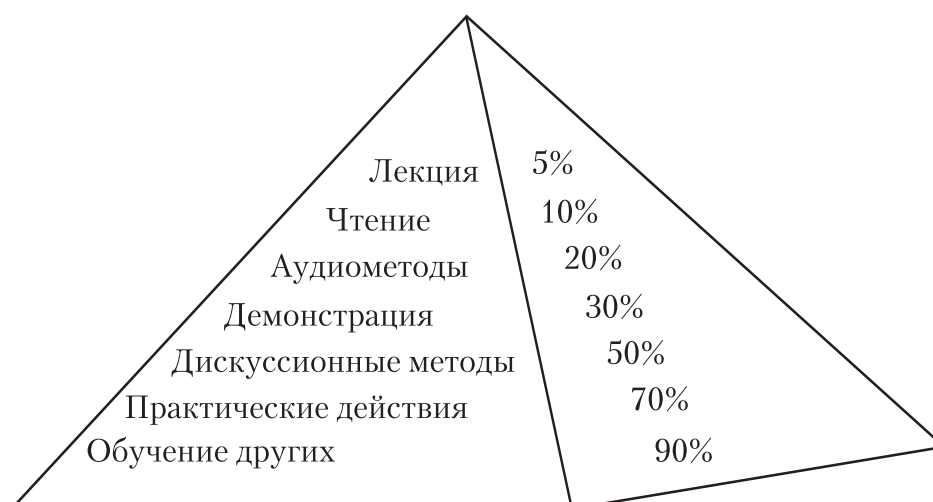 Лекция 5%
Чтение 10%
Аудиометоды 20%
Демонстрация 30%
Дискуссионные методы 50%
Практические действия 70%
Обучение других 90%